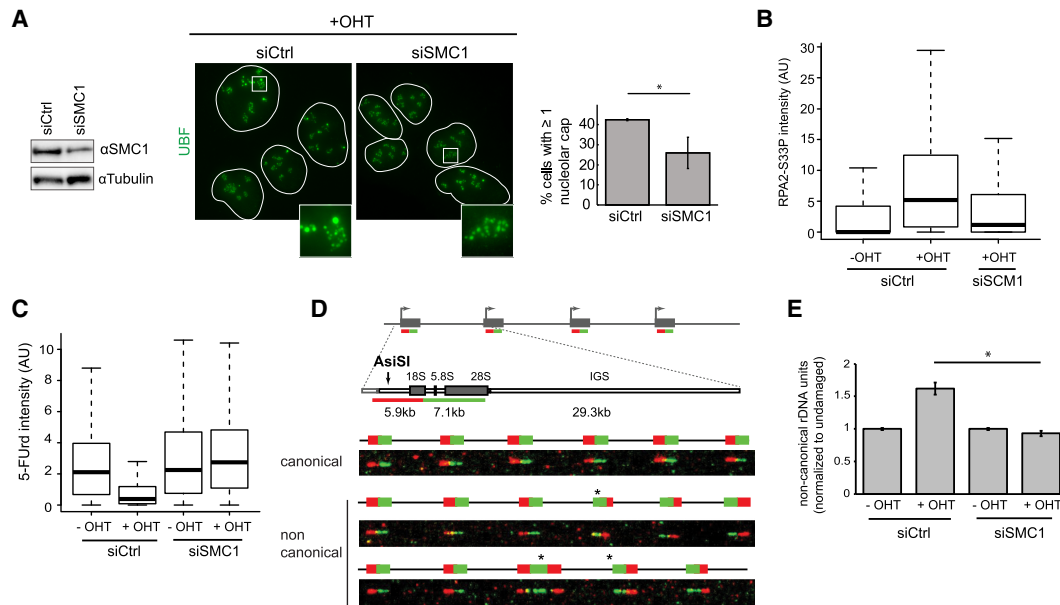 A
+OHT
siCtrl
siSMC1
siCtrl
siSMC1
αSMC1
αTubulin
UBF
% cells with ≥ 1
nucleolar cap
40
30
20
10
0
*
siCtrl
siSMC1
B
RPA2-S33P intensity (AU)
30
25
20
15
10
5
0
-OHT
+OHT
+OHT
siCtrl
siSCM1
C
5-FUrd intensity (AU)
10
8
6
4
2
0
- OHT
+ OHT
- OHT
+ OHT
siCtrl
siSMC1
D
AsiSI
18S
5.8S
28S
IGS
5.9kb
7.1kb
29.3kb
canonical
*
non
canonical
*
*
E
non-canonical rDNA units
(normalized to undamaged)
2
1.5
1
0.5
0
*
- OHT
+ OHT
- OHT
+ OHT
siCtrl
siSMC1